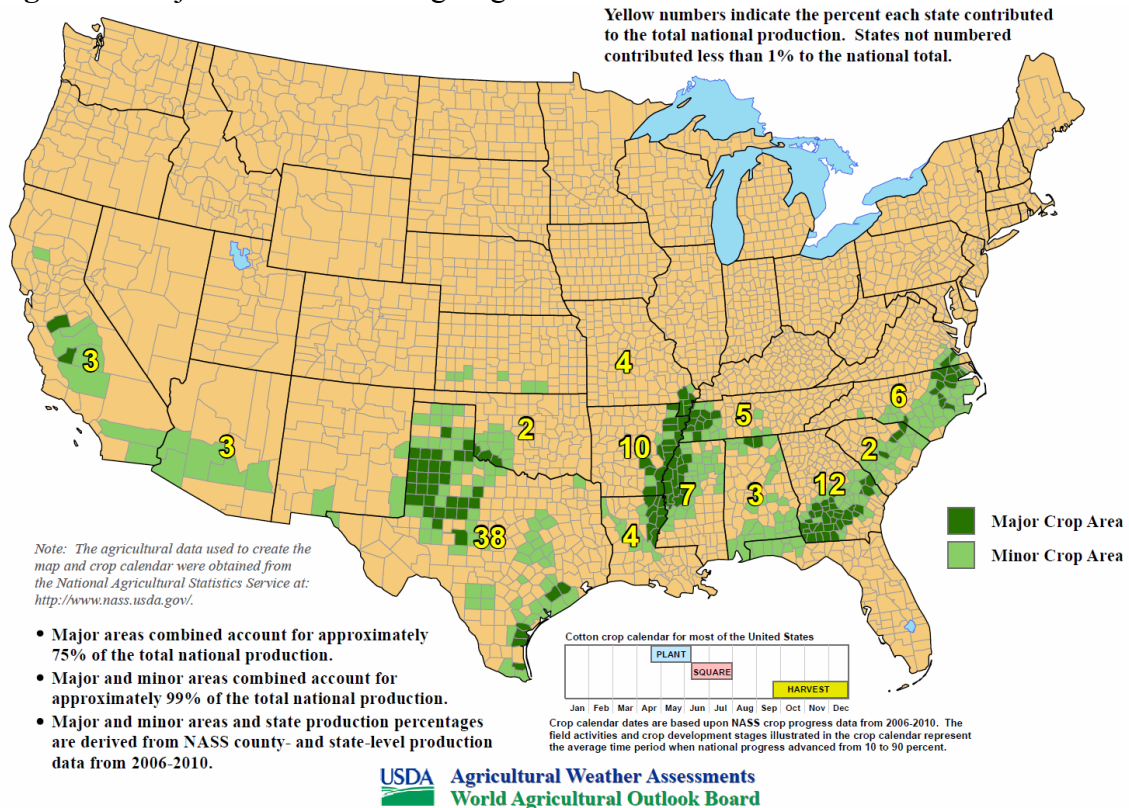 Yellow numbers indicate the percent each state contributed
to the total national production.  States not numbered
contributed less than 1% to the national total.
3
3
2
38
4
10
4
7
5
3
12
2
6
Major Crop Area
Minor Crop Area
Note:  The agricultural data used to create the
map and crop calendar were obtained from
the National Agricultural Statistics Service at:
http://www.nass.usda.gov/.
• Major areas combined account for approximately
75% of the total national production.
• Major and minor areas combined account for
approximately 99% of the total national production.
• Major and minor areas and state production percentages
are derived from NASS county- and state-level production
data from 2006-2010.
Cotton crop calendar for most of the United States
PLANT
SQUARE
HARVEST
Jan Feb Mar Apr May Jun Jul Aug Sep Oct Nov Dec
Crop calendar dates are based upon NASS crop progress data from 2006-2010.  The
field activities and crop development stages illustrated in the crop calendar represent
the average time period when national progress advanced from 10 to 90 percent.
USDA Agricultural Weather Assessments
World Agricultural Outlook Board